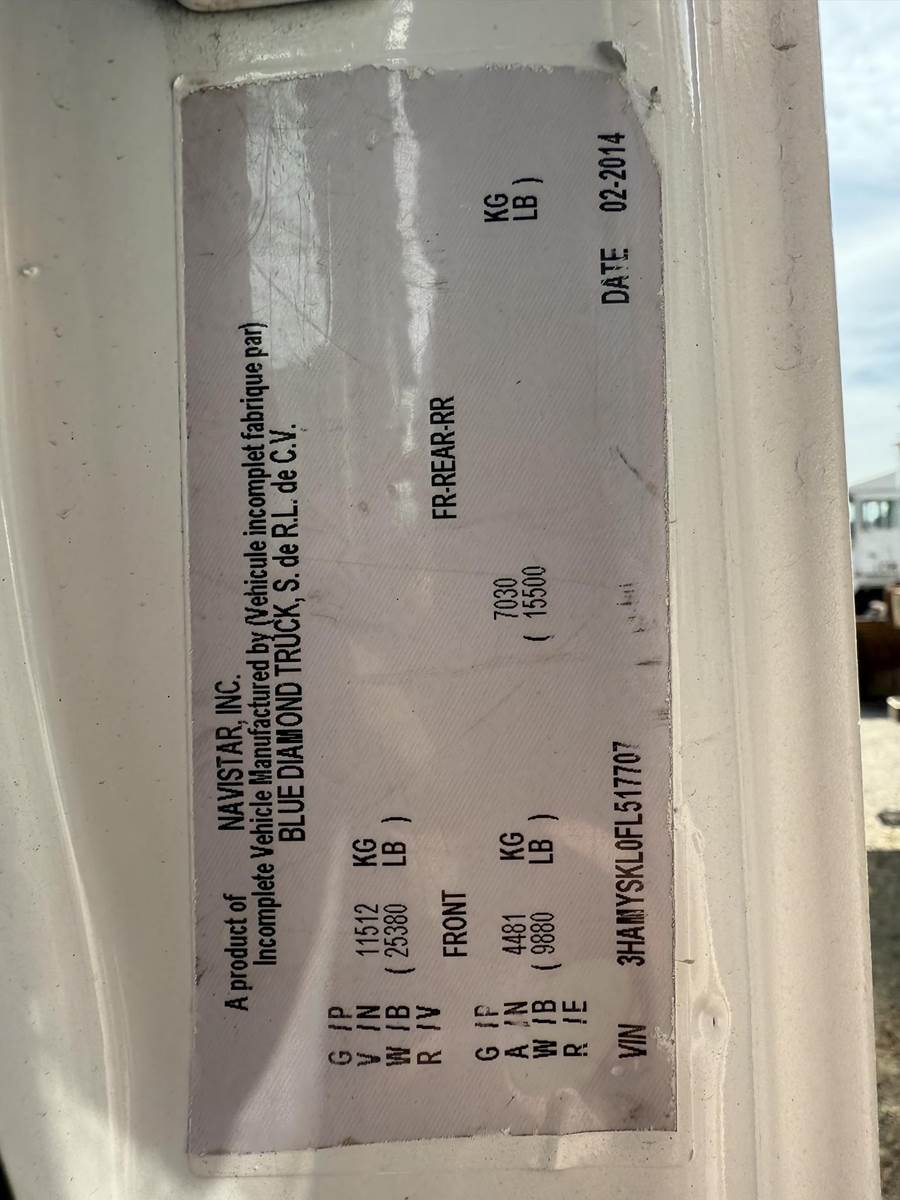 A product of NAVISTAR, INC.
Incomplete Vehicle Manufactured by (Vehicule incomplet fabrique par)
BLUE DIAMOND TRUCK, S. de R.L. de C.V.
G / P
V / N 11512 KG
W / B ( 25380 LB )
R / V
FRONT FR-REAR-RR
G / P
A / N 4481 KG 7030 KG
W / B ( 9880 LB ) ( 15500 LB )
R / E
VIN 3HAMYSKL0FL517707 DATE 02-2014